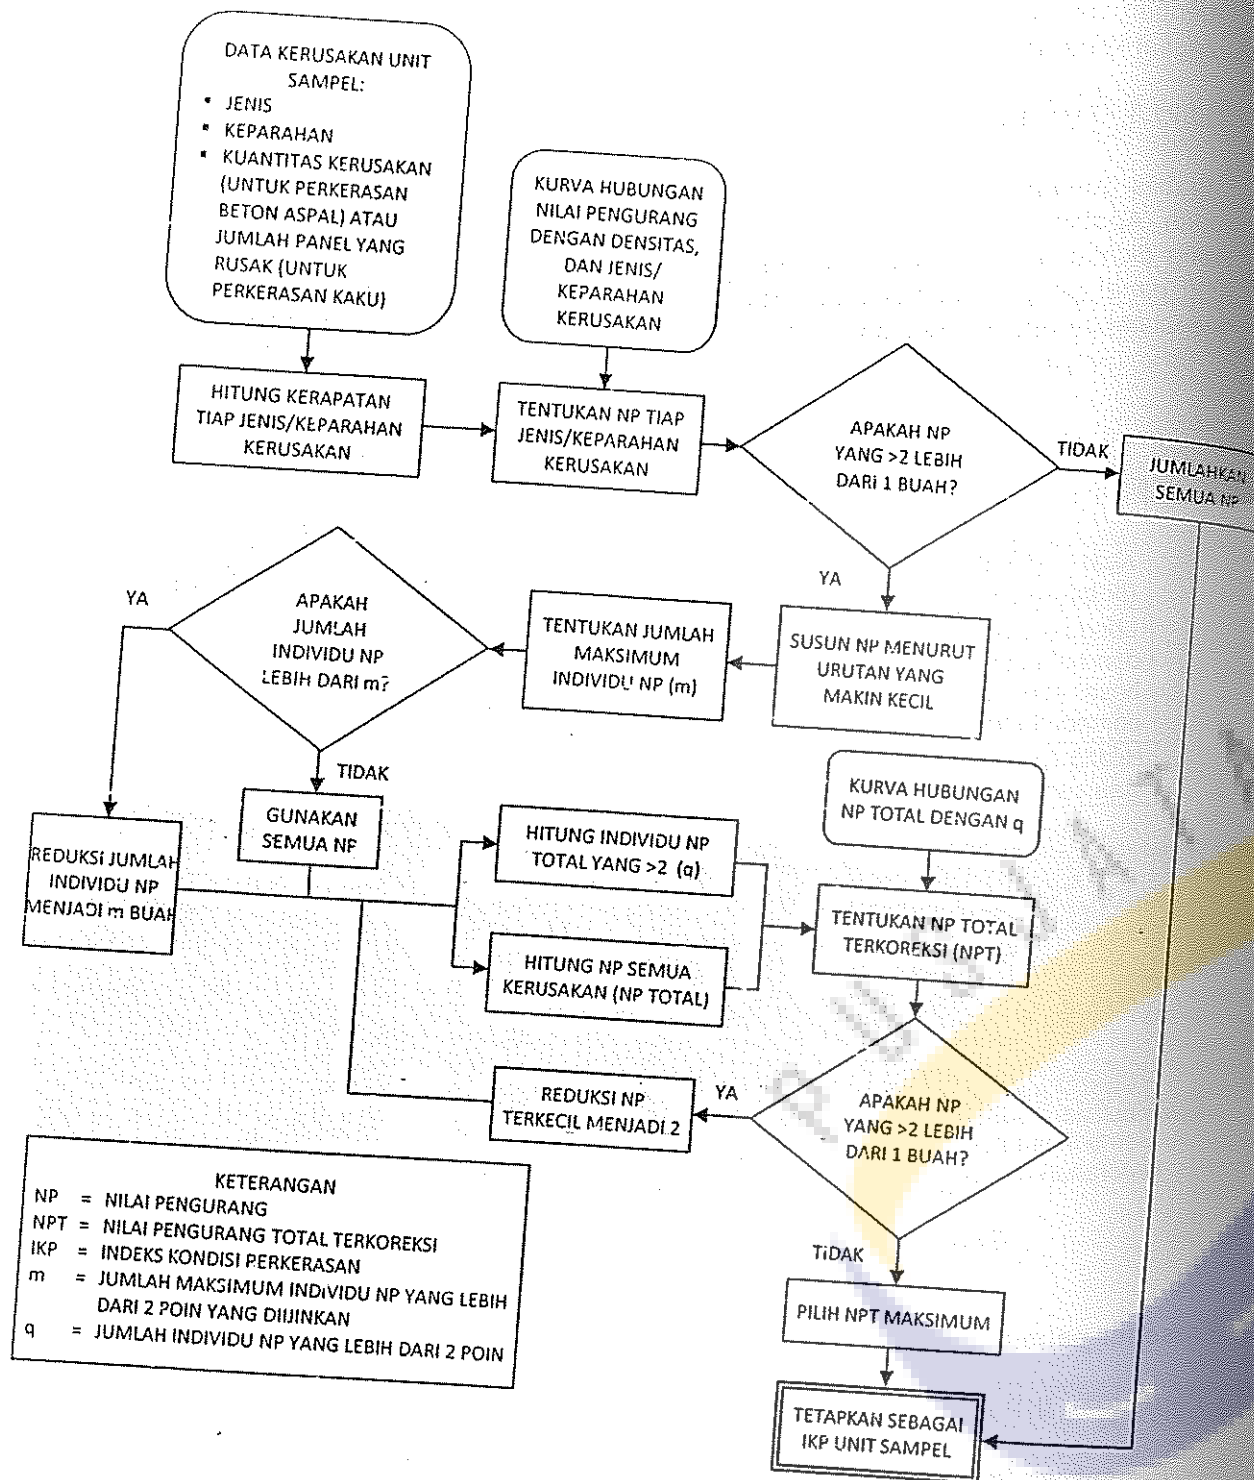 DATA KERUSAKAN UNIT
SAMPEL:
▪ JENIS
▪ KEPARAHAN
▪ KUANTITAS KERUSAKAN
(UNTUK PERKERASAN
BETON ASPAL) ATAU
JUMLAH PANEL YANG
RUSAK (UNTUK
PERKERASAN KAKU)
KURVA HUBUNGAN
NILAI PENGURANG
DENGAN DENSITAS,
DAN JENIS/
KEPARAHAN
KERUSAKAN
HITUNG KERAPATAN
TIAP JENIS/KEPARAHAN
KERUSAKAN
TENTUKAN NP TIAP
JENIS/KEPARAHAN
KERUSAKAN
APAKAH NP
YANG >2 LEBIH
DARI 1 BUAH?
TIDAK
JUMLAHKAN
SEMUA NP
YA
SUSUN NP MENURUT
URUTAN YANG
MAKIN KECIL
TENTUKAN JUMLAH
MAKSIMUM
INDIVIDU NP (m)
APAKAH
JUMLAH
INDIVIDU NP
LEBIH DARI m?
YA
TIDAK
GUNAKAN
SEMUA NP
REDUKSI JUMLAH
INDIVIDU NP
MENJADI m BUAH
HITUNG INDIVIDU NP
TOTAL YANG >2 (q)
HITUNG NP SEMUA
KERUSAKAN (NP TOTAL)
KURVA HUBUNGAN
NP TOTAL DENGAN q
TENTUKAN NP TOTAL
TERKOREKSI (NPT)
APAKAH NP
YANG >2 LEBIH
DARI 1 BUAH?
YA
REDUKSI NP
TERKECIL MENJADI 2
TIDAK
PILIH NPT MAKSIMUM
TETAPKAN SEBAGAI
IKP UNIT SAMPEL
KETERANGAN
NP = NILAI PENGURANG
NPT = NILAI PENGURANG TOTAL TERKOREKSI
IKP = INDEKS KONDISI PERKERASAN
m = JUMLAH MAKSIMUM INDIVIDU NP YANG LEBIH
DARI 2 POIN YANG DIIJINKAN
q = JUMLAH INDIVIDU NP YANG LEBIH DARI 2 POIN